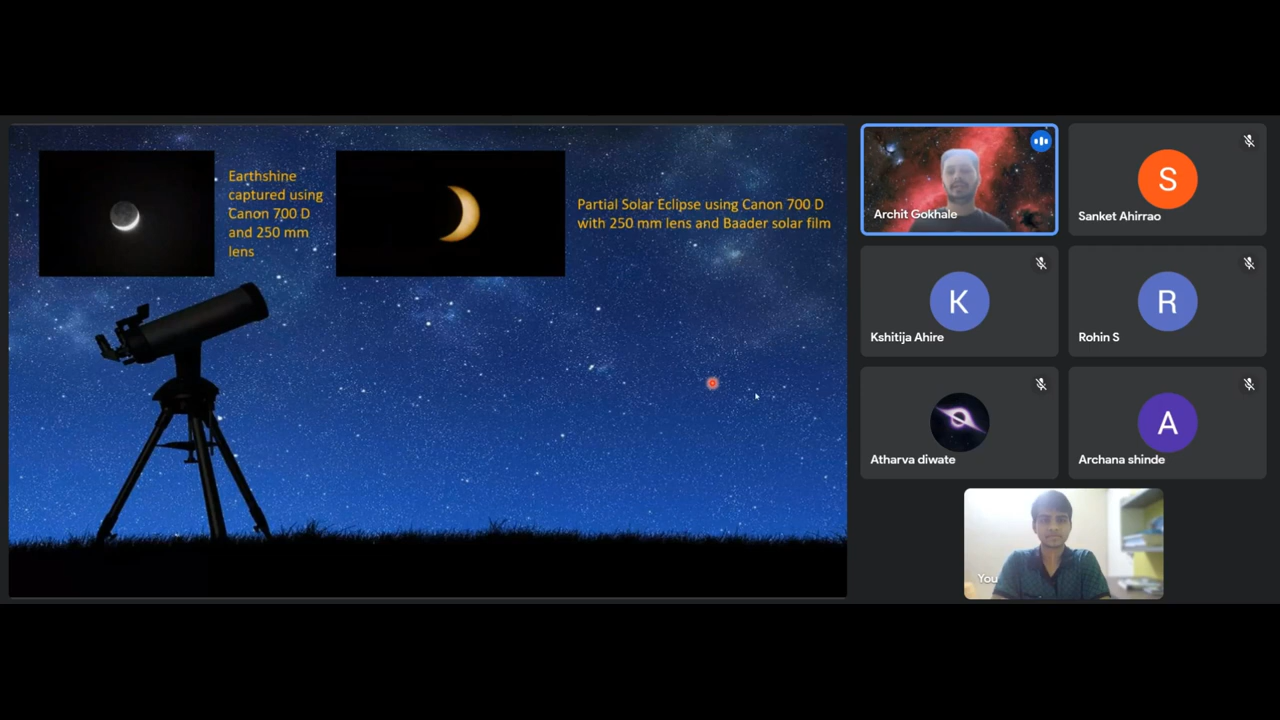 Earthshine
captured using
Canon 700 D
and 250 mm
lens
Partial Solar Eclipse using Canon 700 D
with 250 mm lens and Baader solar film
Archit Gokhale
S
Sanket Ahirrao
K
Kshitija Ahire
R
Rohin S
Atharva diwate
A
Archana shinde
You